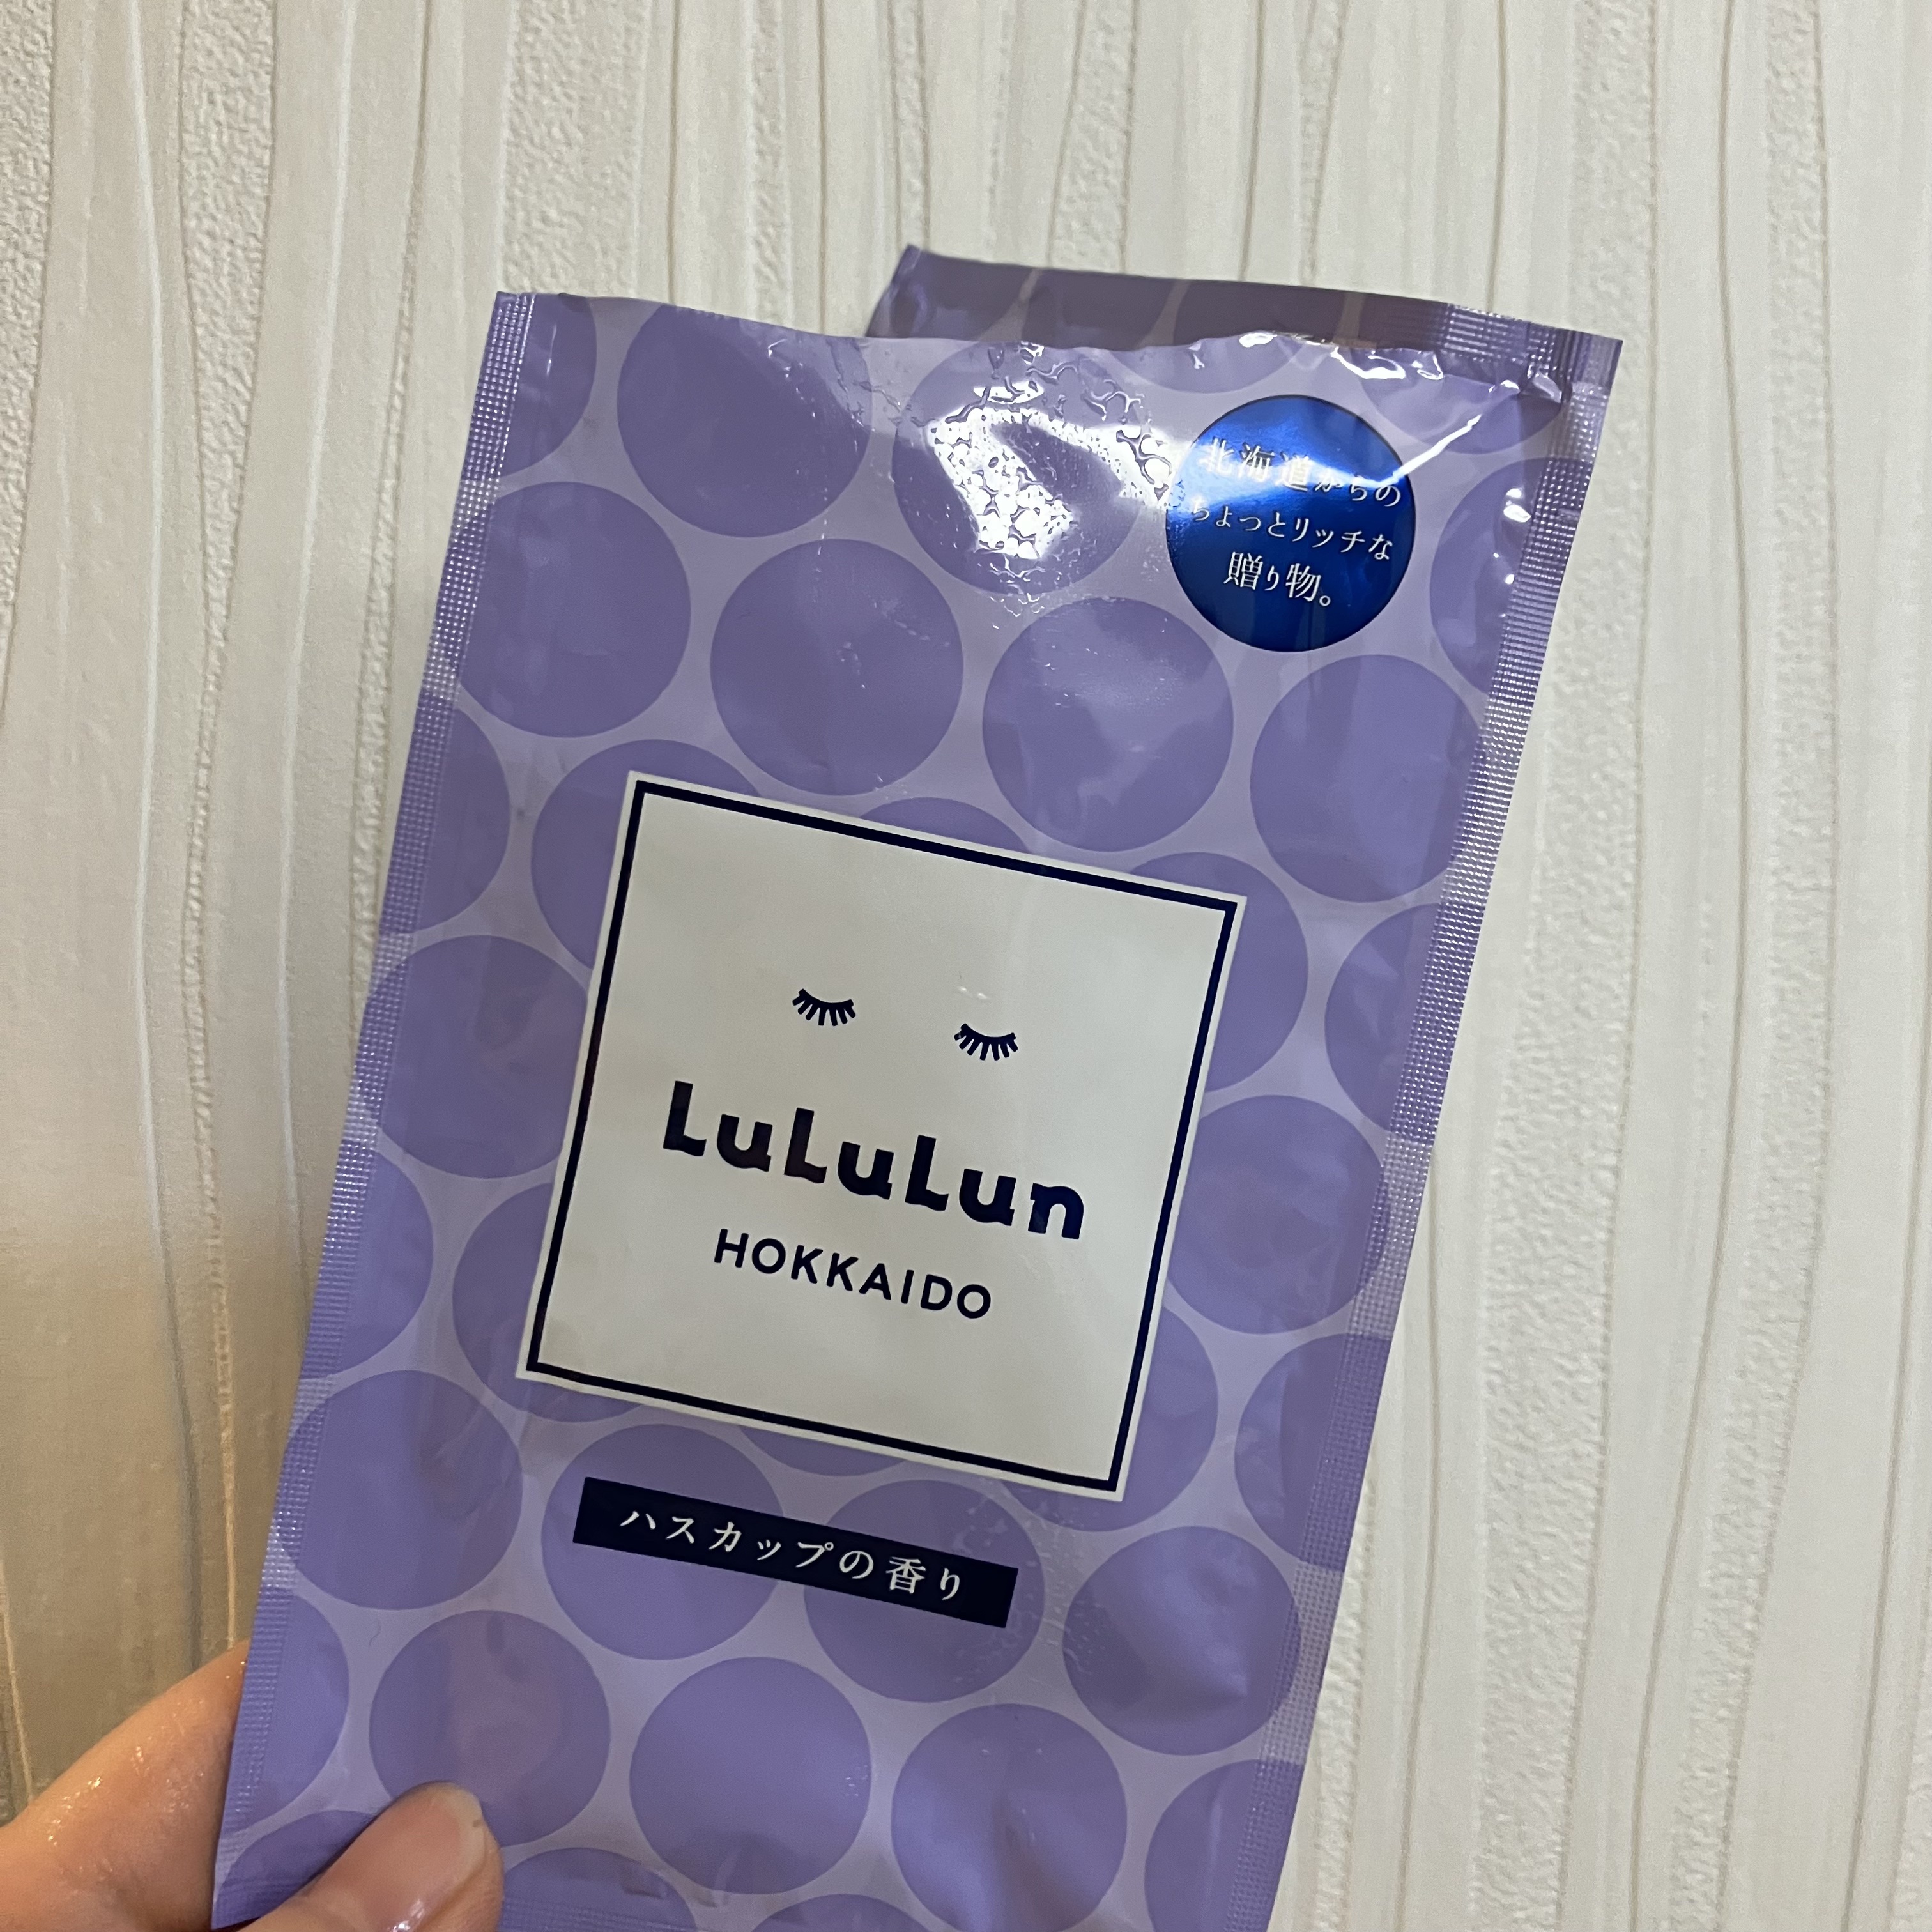 北海道からの
ちょっとリッチな
贈り物。
LuLuLun
HOKKAIDO
ハスカップの香り